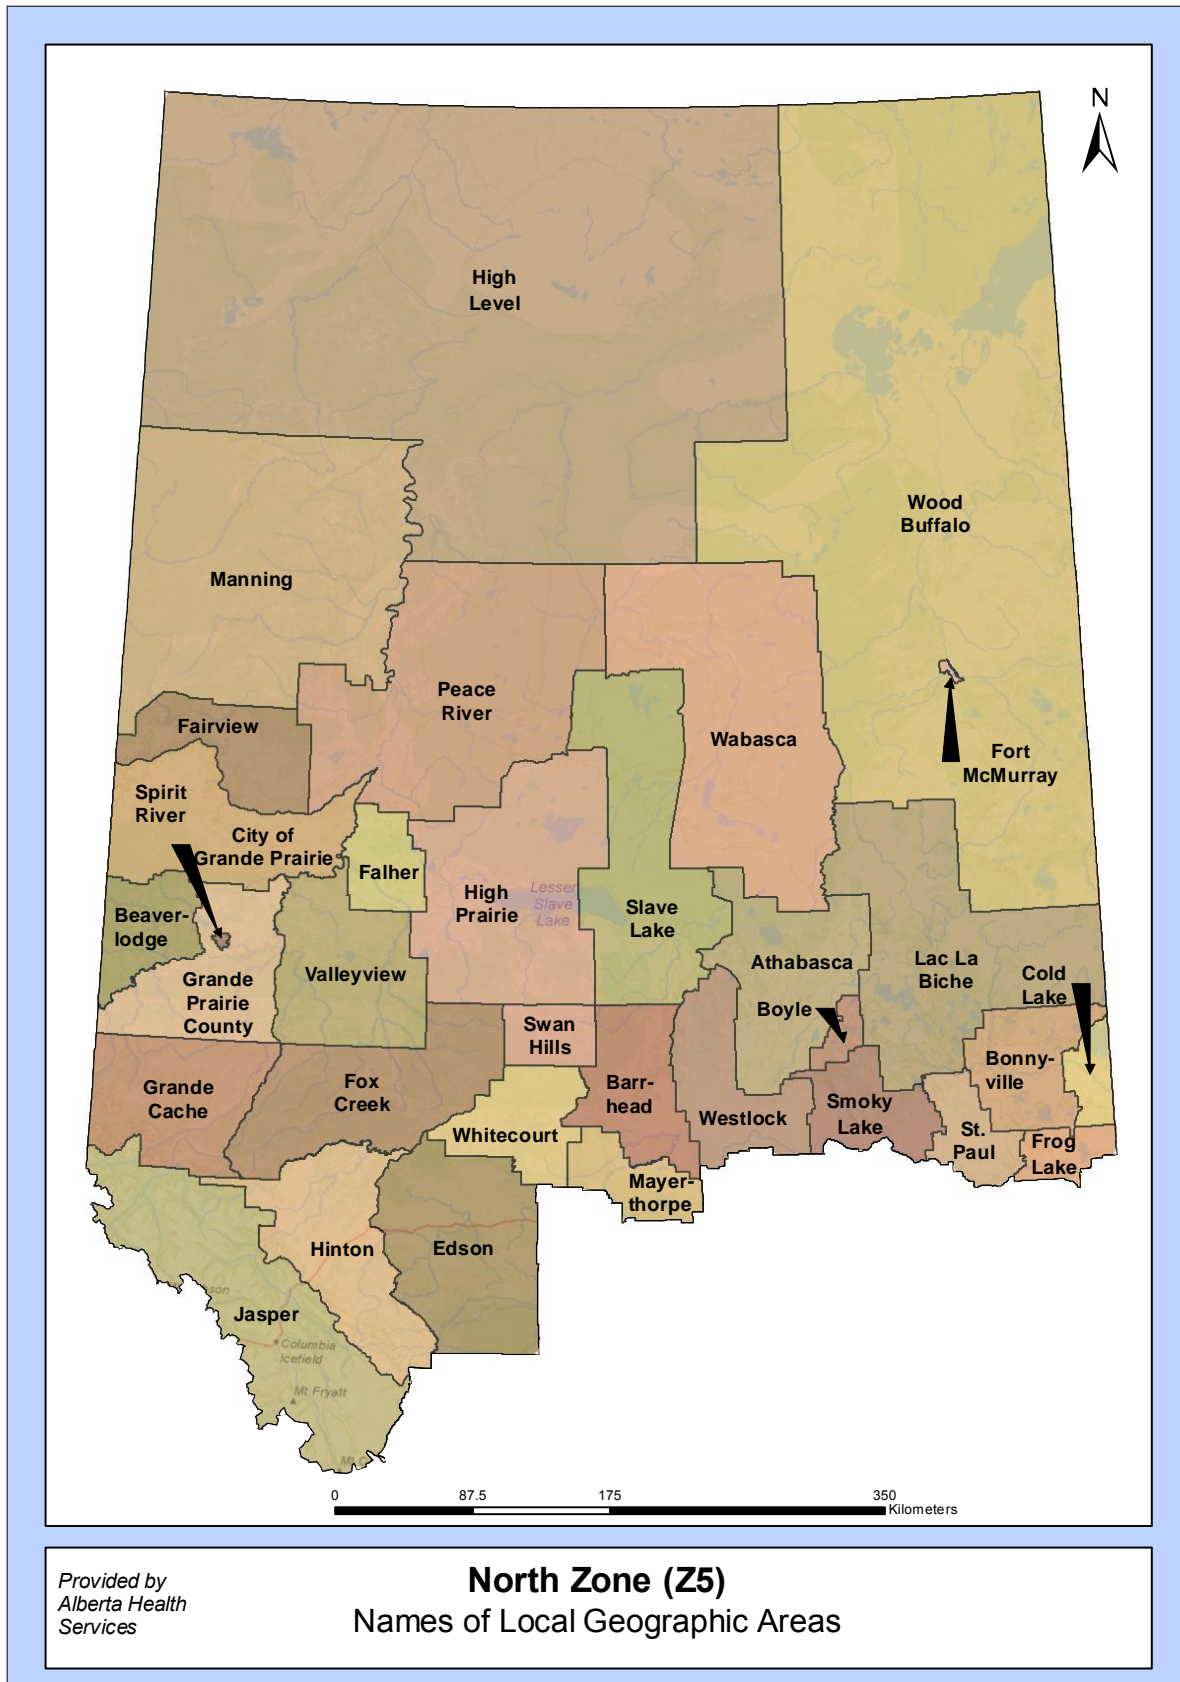 N
High
Level
Wood
Buffalo
Manning
Peace
River
Fairview
Wabasca
Fort
McMurray
Spirit
River
City of
Grande Prairie
Falher
High
Prairie
Lesser
Slave
Lake
Slave
Lake
Beaver-
lodge
Valleyview
Athabasca
Lac La
Biche
Cold
Lake
Grande
Prairie
County
Boyle
Swan
Hills
Bonny-
ville
Grande
Cache
Fox
Creek
Barr-
head
Westlock
Smoky
Lake
Whitecourt
St.
Paul
Frog
Lake
Mayer-
thorpe
Hinton
Edson
Jasper
Columbia
Icefield
Mt Fryatt
0 87.5 175 350
Kilometers
Provided by
Alberta Health
Services
North Zone (Z5)
Names of Local Geographic Areas